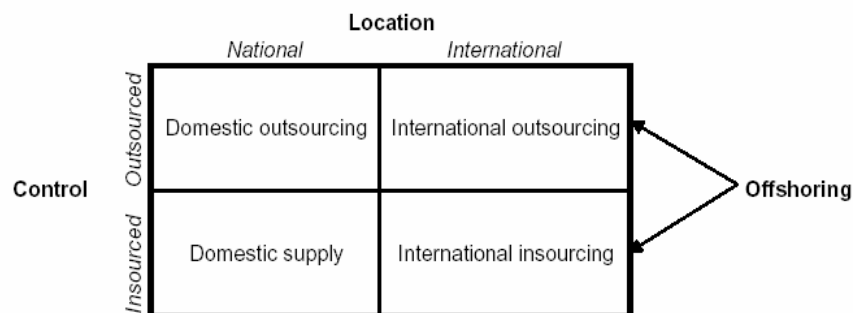 Location
National International
Outsourced
Domestic outsourcing International outsourcing
Control
Offshoring
Insourced
Domestic supply International insourcing